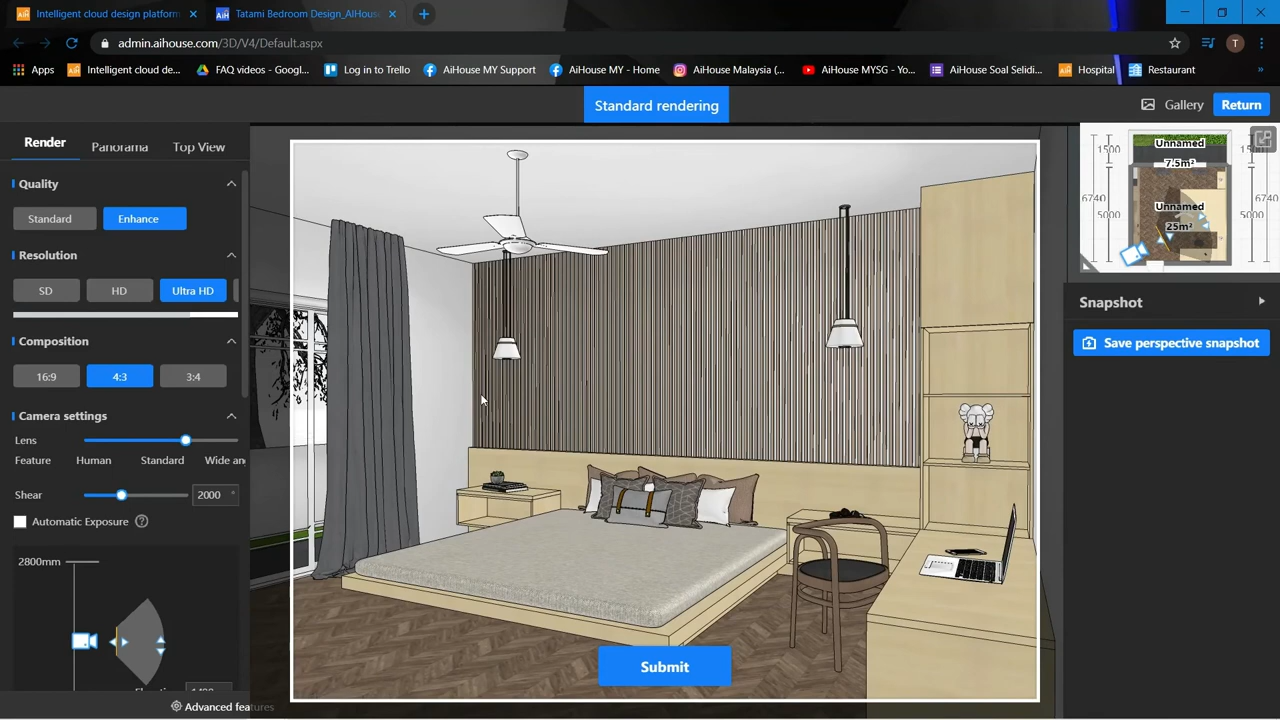 Intelligent cloud design platform
Tatami Bedroom Design_AIHouse
admin.aihouse.com/3D/V4/Default.aspx
T
Apps
Intelligent cloud de...
FAQ videos - Googl...
Log in to Trello
AiHouse MY Support
AiHouse MY - Home
AiHouse Malaysia (...
AiHouse MYSG - Yo...
AiHouse Soal Selidi...
Hospital
Restaurant
»
Standard rendering
Gallery
Return
Render
Panorama
Top View
Quality
Standard
Enhance
Resolution
SD
HD
Ultra HD
Composition
16:9
4:3
3:4
Camera settings
Lens
Feature
Human
Standard
Wide an
Shear
2000
°
Automatic Exposure
?
2800mm
Advanced features
Submit
1500
Unnamed
7.5m²
1500
6740
5000
Unnamed
25m²
6740
5000
Snapshot
Save perspective snapshot